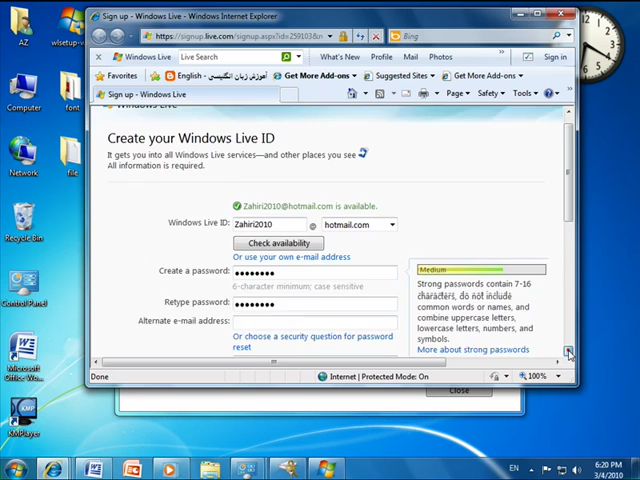 Sign up - Windows Live - Windows Internet Explorer
https://signup.live.com/signup.aspx?id=259103&
Bing
Windows Live
Live Search
What's New
Profile
Mail
Photos
»
Sign in
Favorites
English - آموزش زبان انگلیسی
Get More Add-ons
Suggested Sites
Get More Add-ons
Sign up - Windows Live
Page
Safety
Tools
»
Windows Live
Create your Windows Live ID
It gets you into all Windows Live services—and other places you see
All information is required.
Zahiri2010@hotmail.com is available.
Windows Live ID:
Zahiri2010
@
hotmail.com
Check availability
Or use your own e-mail address
Create a password:
●●●●●●●●
6-character minimum; case sensitive
Retype password:
●●●●●●●●
Alternate e-mail address:
Or choose a security question for password
reset
Medium
Strong passwords contain 7-16
characters, do not include
common words or names, and
combine uppercase letters,
lowercase letters, numbers, and
symbols.
More about strong passwords
Done
Internet | Protected Mode: On
100%
Close
AZ
wlsetup-w
Computer
font
Network
file
Recycle Bin
Control Panel
Microsoft
Office Wo...
KMPlayer
EN
6:20 PM
3/4/2010